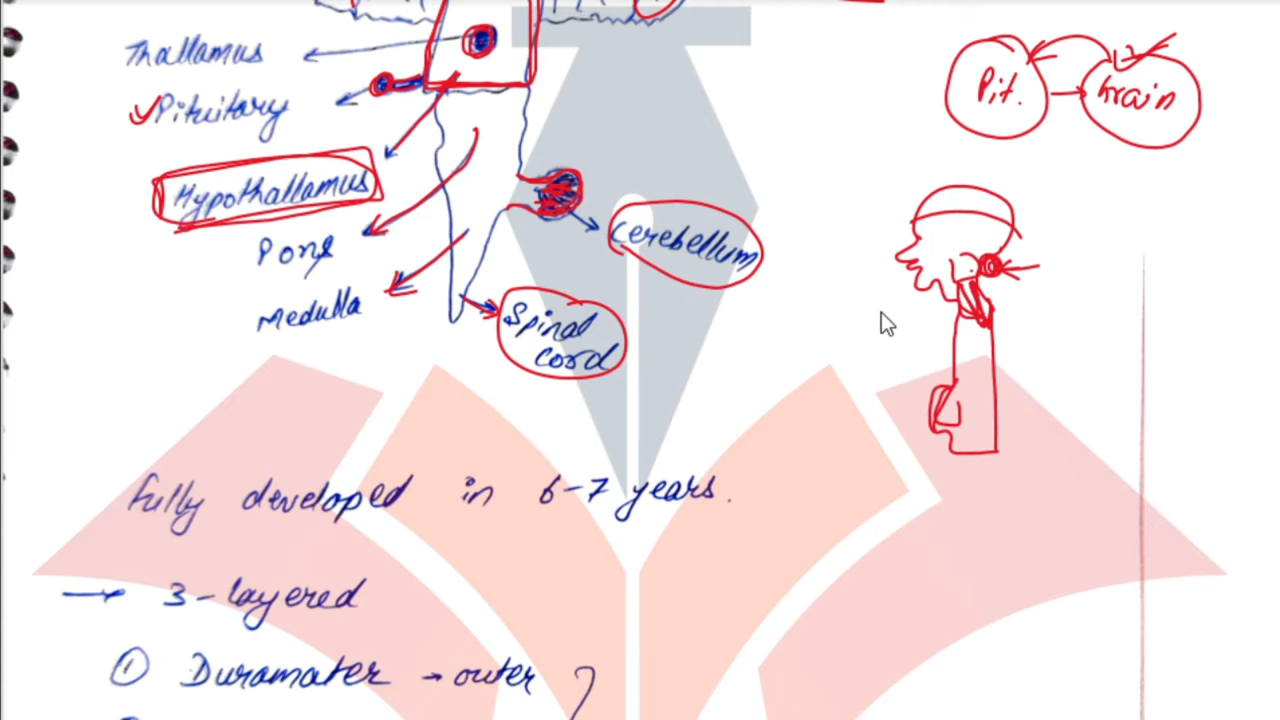 Thallamus
Pituitary
Hypothallamus
Pons
Medulla
Cerebellum
Spinal
cord
Pit.
brain
fully developed in 6-7 years.
→ 3-layered
① Duramater → outer